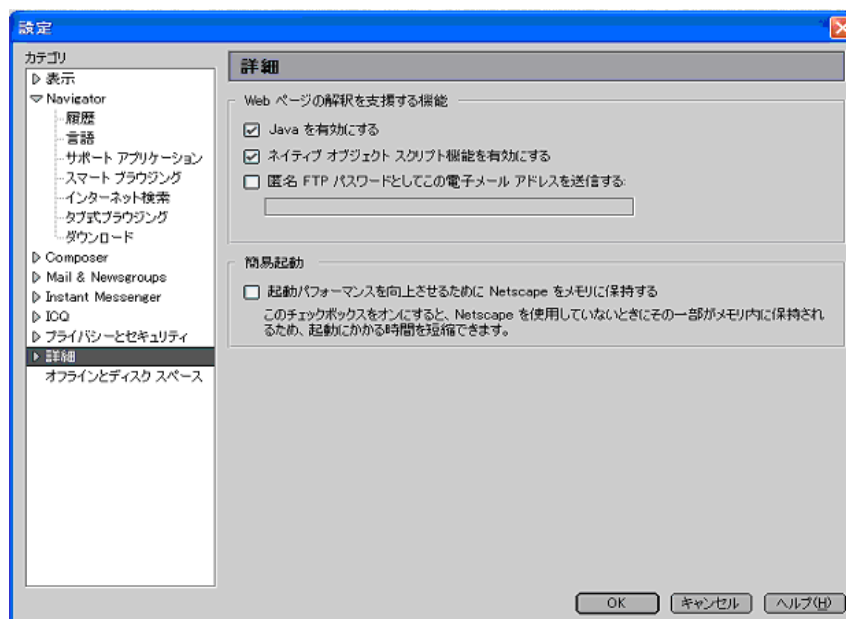 設定
カテゴリ
表示
Navigator
履歴
言語
サポート アプリケーション
スマート ブラウジング
インターネット検索
タブ式ブラウジング
ダウンロード
Composer
Mail & Newsgroups
Instant Messenger
ICQ
プライバシーとセキュリティ
詳細
オフラインとディスク スペース
詳細
Web ページの解釈を支援する機能
Java を有効にする
ネイティブ オブジェクト スクリプト機能を有効にする
匿名 FTP パスワードとしてこの電子メール アドレスを送信する:
簡易起動
起動パフォーマンスを向上させるために Netscape をメモリに保持する
このチェックボックスをオンにすると、Netscape を使用していないときにその一部がメモリ内に保持され
るため、起動にかかる時間を短縮できます。
OK
キャンセル
ヘルプ(H)